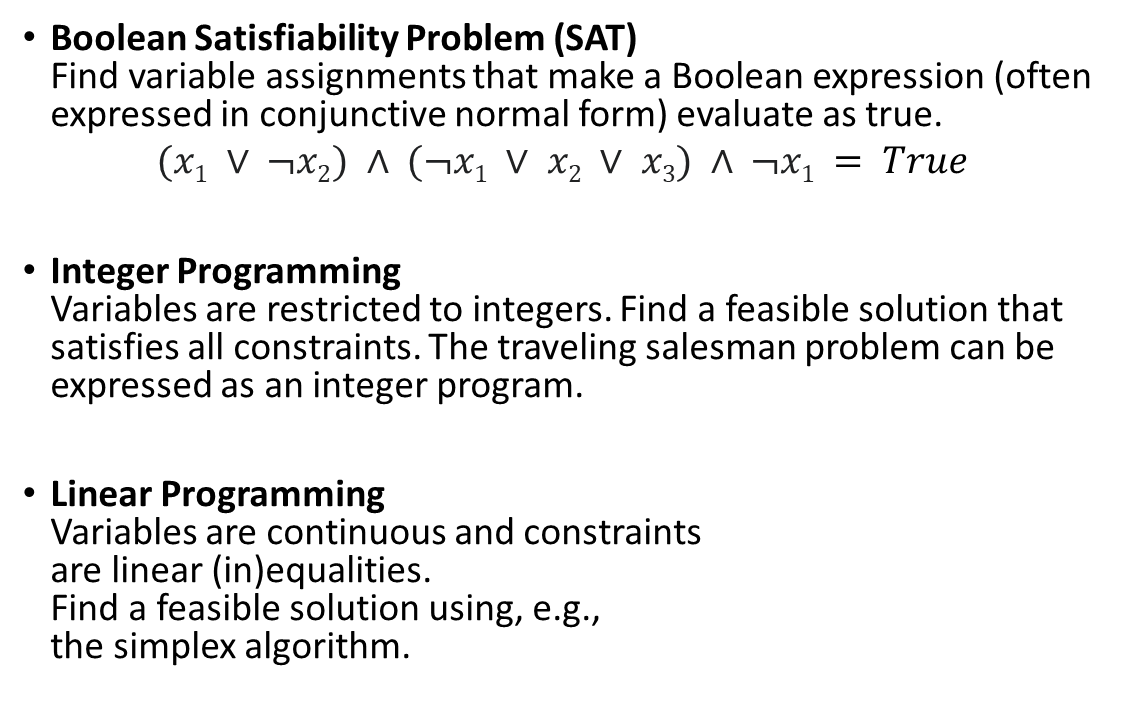 • Boolean Satisfiability Problem (SAT)
Find variable assignments that make a Boolean expression (often
expressed in conjunctive normal form) evaluate as true.
(x₁ ∨ ¬x₂) ∧ (¬x₁ ∨ x₂ ∨ x₃) ∧ ¬x₁ = True
• Integer Programming
Variables are restricted to integers. Find a feasible solution that
satisfies all constraints. The traveling salesman problem can be
expressed as an integer program.
• Linear Programming
Variables are continuous and constraints
are linear (in)equalities.
Find a feasible solution using, e.g.,
the simplex algorithm.